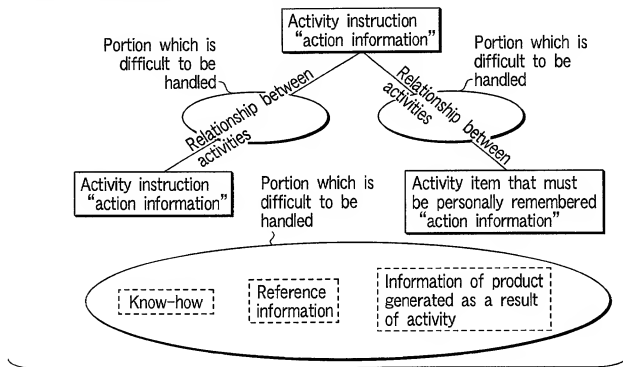 Activity instruction
“action information”
Portion which is
difficult to be
handled
Portion which is
difficult to be
handled
Relationship between
activities
Relationship between
activities
Activity instruction
“action information”
Portion which is
difficult to be
handled
Activity item that must
be personally remembered
“action information”
Know-how
Reference
information
Information of product
generated as a result
of activity